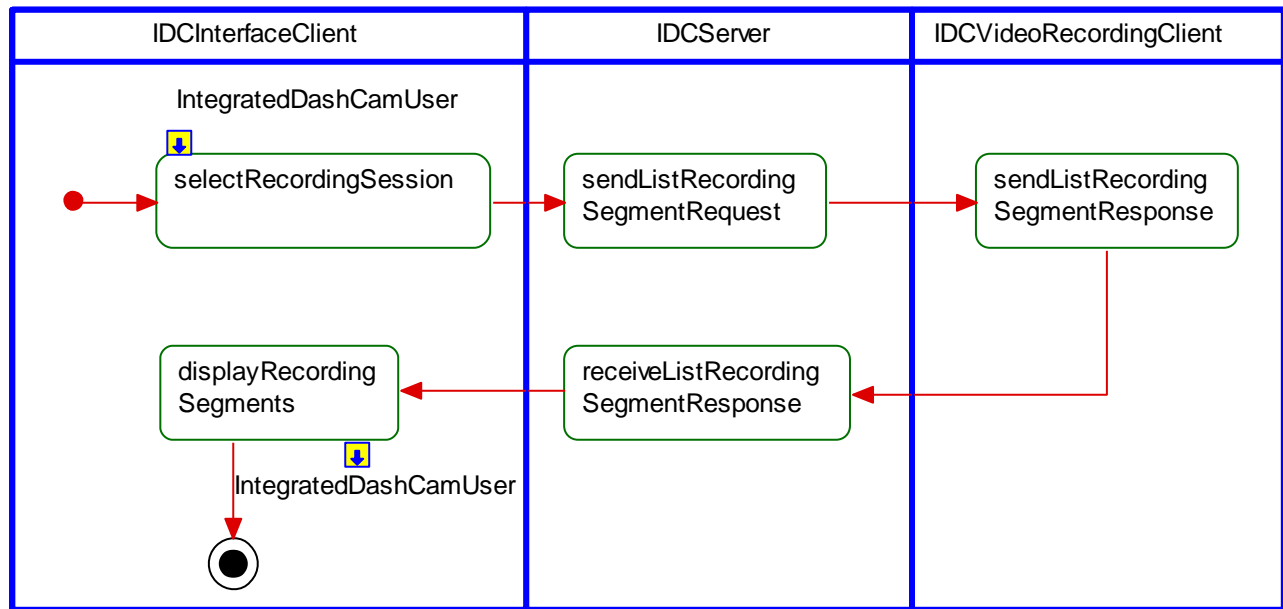 IDCInterfaceClient
IDCServer
IDCVideoRecordingClient
IntegratedDashCamUser
selectRecordingSession
sendListRecording
SegmentRequest
sendListRecording
SegmentResponse
displayRecording
Segments
receiveListRecording
SegmentResponse
IntegratedDashCamUser